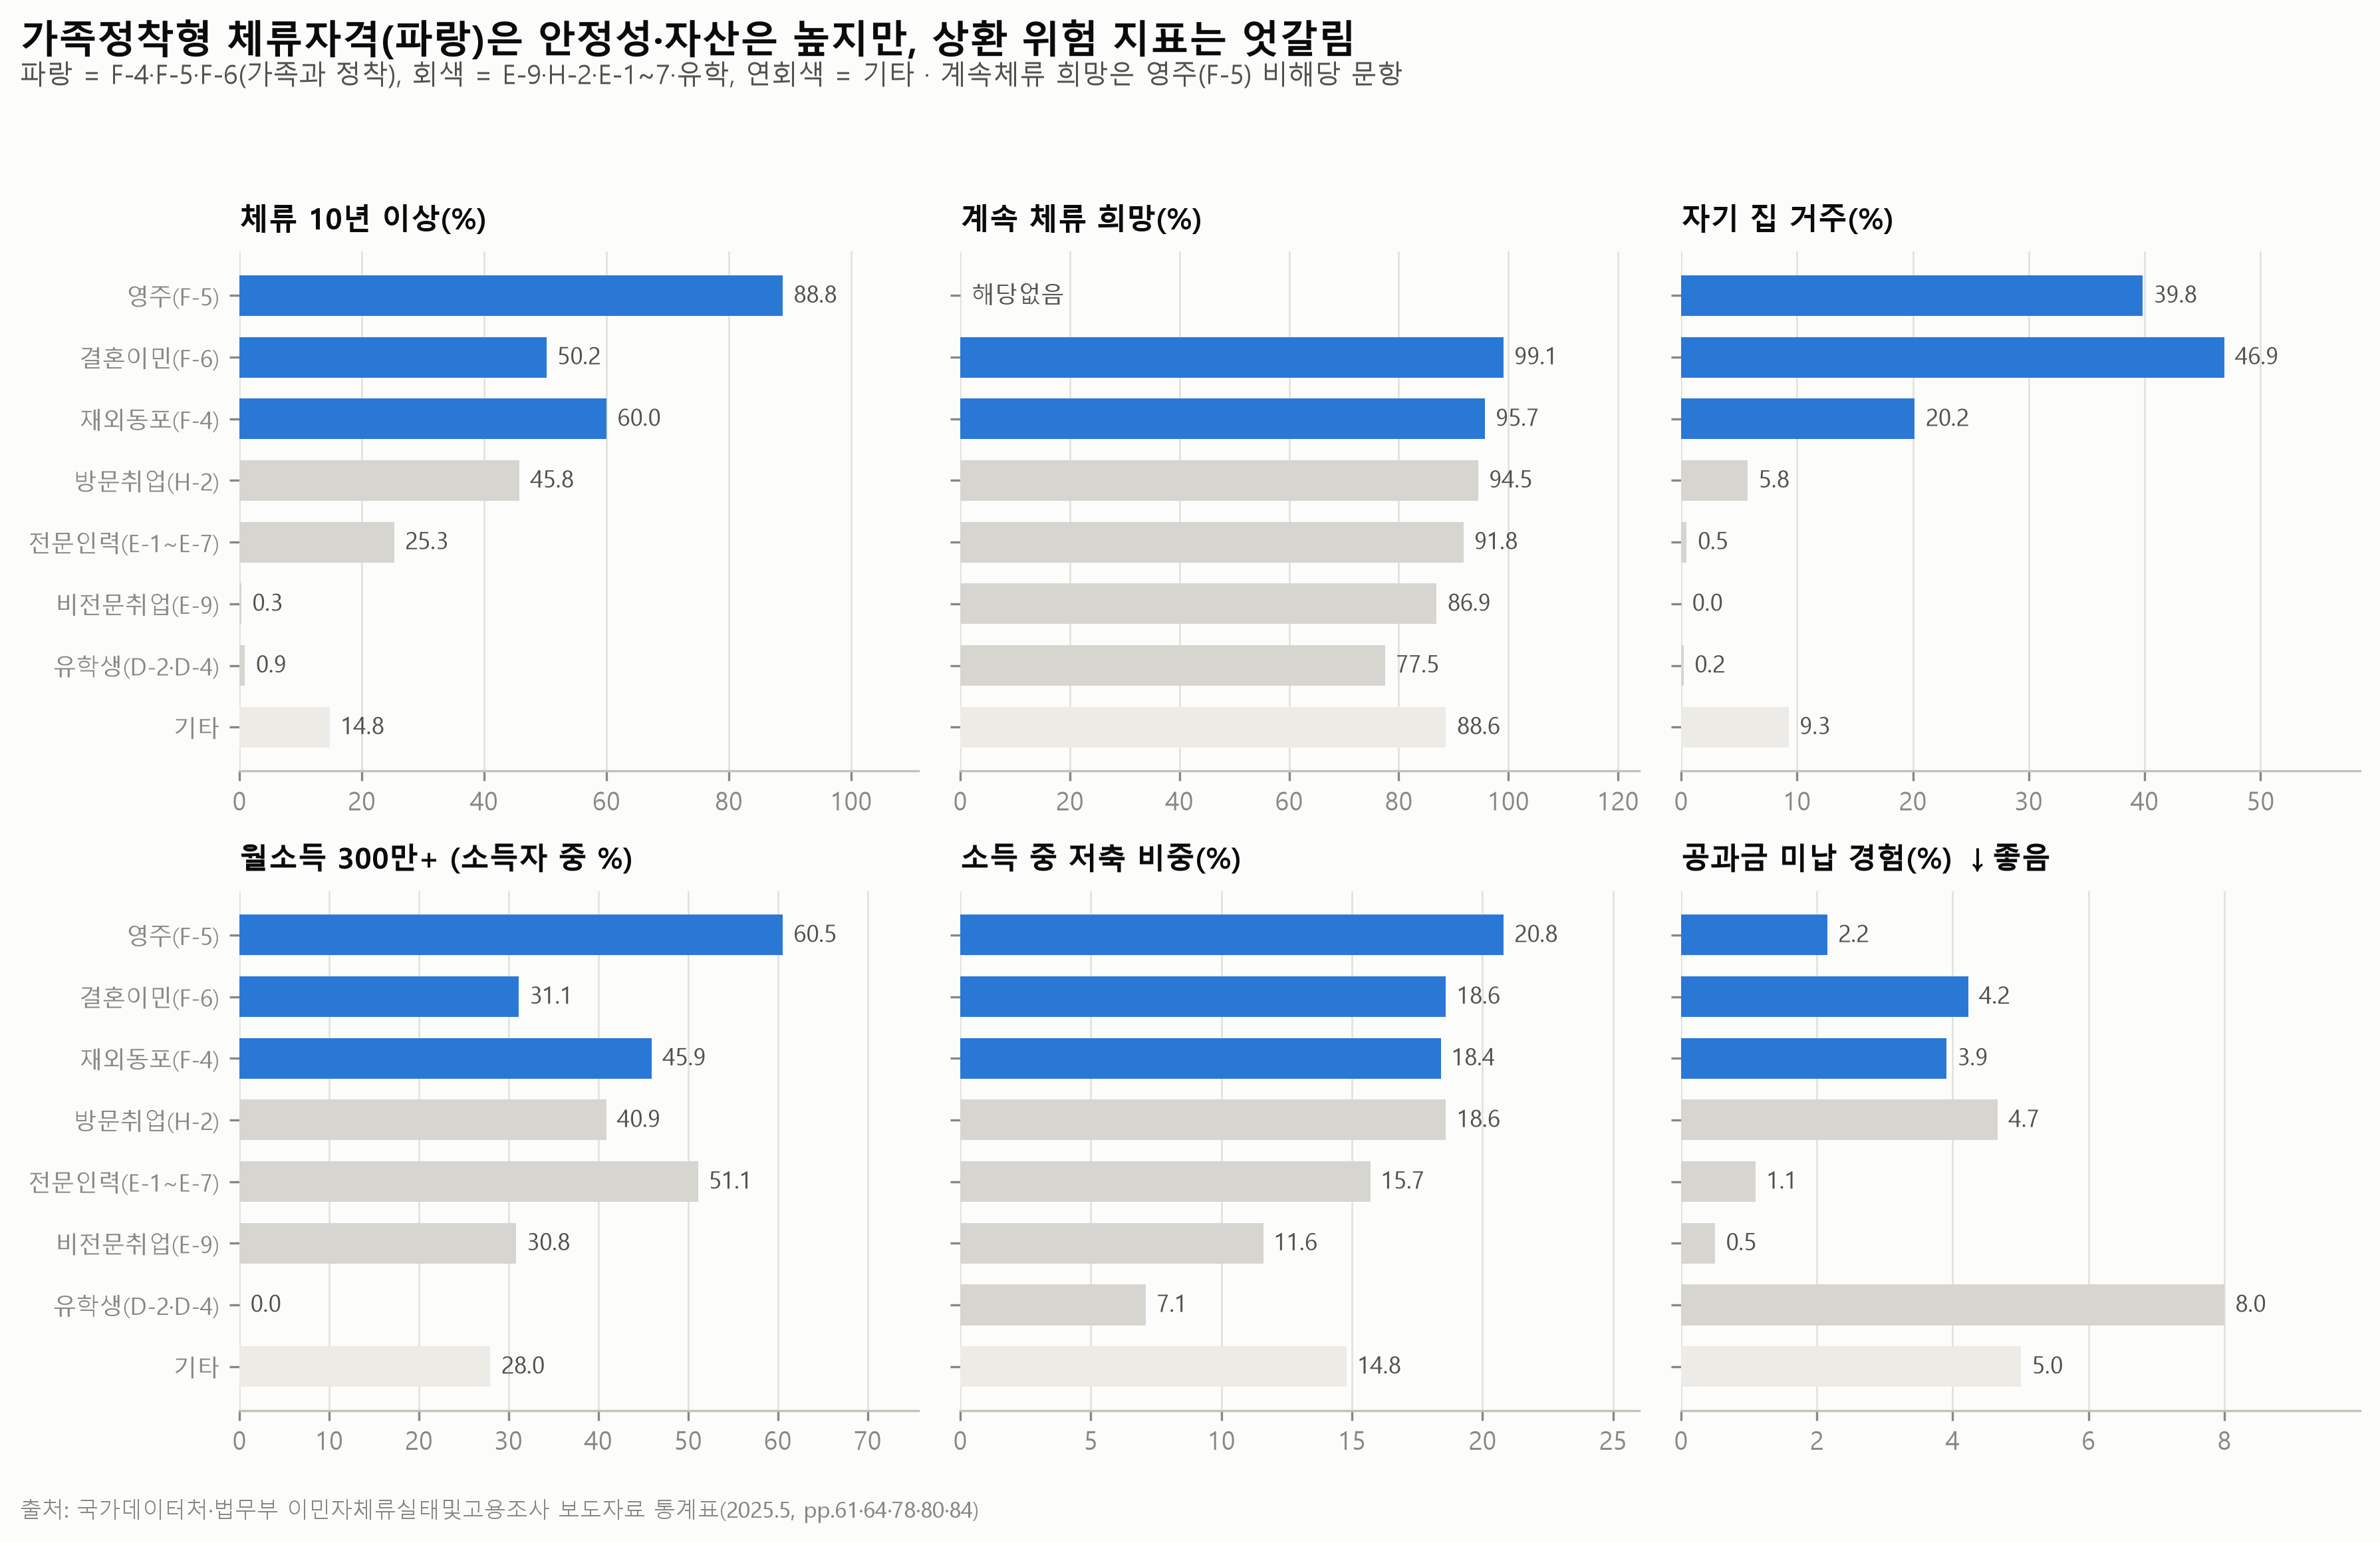 가족정착형 체류자격(파랑)은 안정성·자산은 높지만, 상환 위험 지표는 엇갈림
파랑 = F-4·F-5·F-6(가족과 정착), 회색 = E-9·H-2·E-1~7·유학, 연회색 = 기타 · 계속체류 희망은 영주(F-5) 비해당 문항
체류 10년 이상(%)
영주(F-5) 88.8
결혼이민(F-6) 50.2
재외동포(F-4) 60.0
방문취업(H-2) 45.8
전문인력(E-1~E-7) 25.3
비전문취업(E-9) 0.3
유학생(D-2·D-4) 0.9
기타 14.8
0 20 40 60 80 100
계속 체류 희망(%)
해당없음
99.1
95.7
94.5
91.8
86.9
77.5
88.6
0 20 40 60 80 100 120
자기 집 거주(%)
39.8
46.9
20.2
5.8
0.5
0.0
0.2
9.3
0 10 20 30 40 50
월소득 300만+ (소득자 중 %)
영주(F-5) 60.5
결혼이민(F-6) 31.1
재외동포(F-4) 45.9
방문취업(H-2) 40.9
전문인력(E-1~E-7) 51.1
비전문취업(E-9) 30.8
유학생(D-2·D-4) 0.0
기타 28.0
0 10 20 30 40 50 60 70
소득 중 저축 비중(%)
20.8
18.6
18.4
18.6
15.7
11.6
7.1
14.8
0 5 10 15 20 25
공과금 미납 경험(%) ↓좋음
2.2
4.2
3.9
4.7
1.1
0.5
8.0
5.0
0 2 4 6 8
출처: 국가데이터처·법무부 이민자체류실태및고용조사 보도자료 통계표(2025.5, pp.61·64·78·80·84)